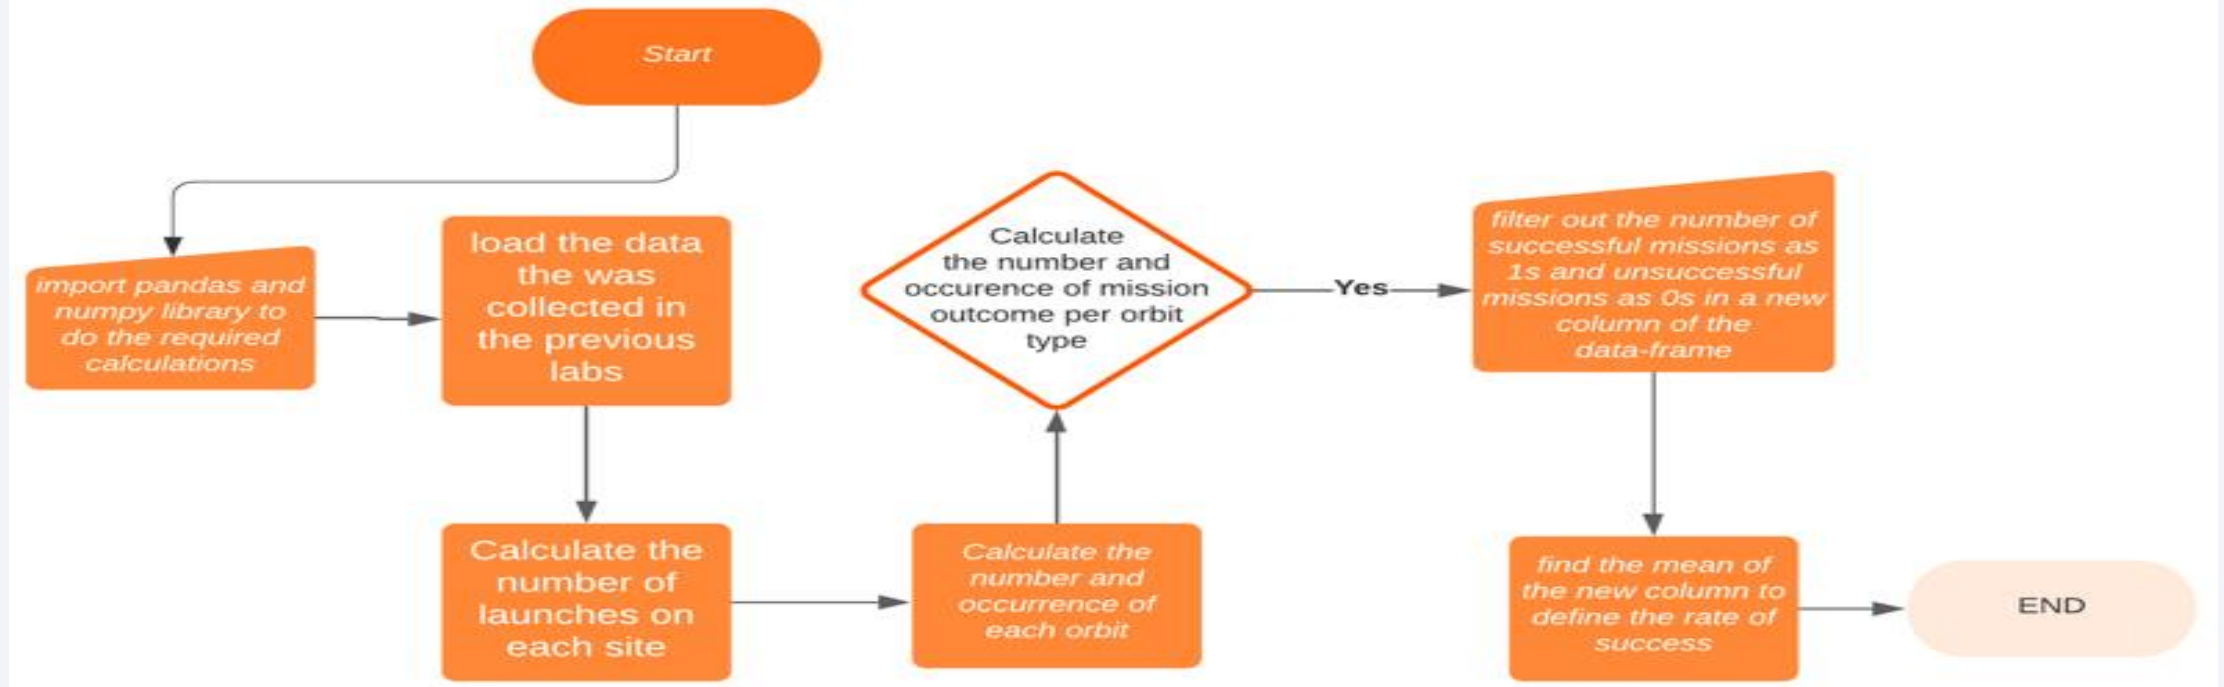 Start
import pandas and
numpy library to
do the required
calculations
load the data
the was
collected in
the previous
labs
Calculate the
number of
launches on
each site
Calculate the
number and
occurrence of
each orbit
Calculate
the number and
occurence of mission
outcome per orbit
type
Yes
filter out the number of
successful missions as
1s and unsuccessful
missions as 0s in a new
column of the
data-frame
find the mean of
the new column to
define the rate of
success
END